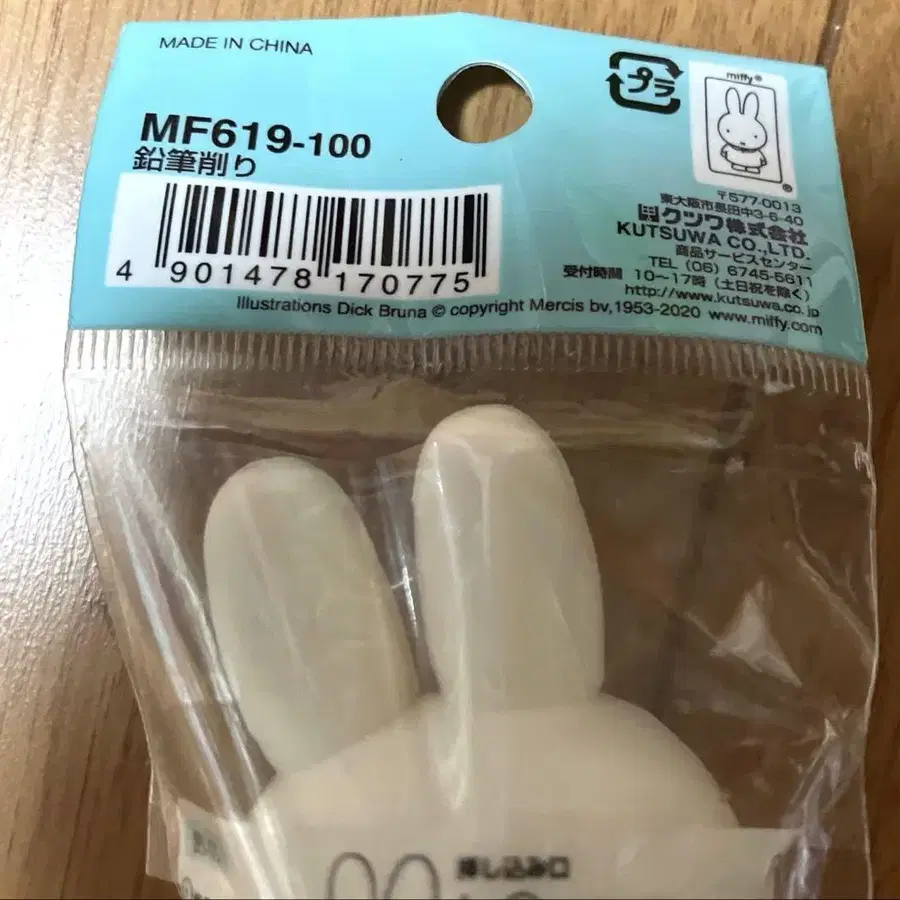 MADE IN CHINA
プラ
miffy®
MF619-100
鉛筆削り
4 901478 170775
〒577-0013
東大阪市長田中3-6-40
クツワ株式会社
KUTSUWA CO.,LTD.
商品サービスセンター
TEL (06) 6745-5611
受付時間 10～17時 (土日祝を除く)
http://www.kutsuwa.co.jp
Illustrations Dick Bruna © copyright Mercis bv,1953-2020 www.miffy.com
押し込み口